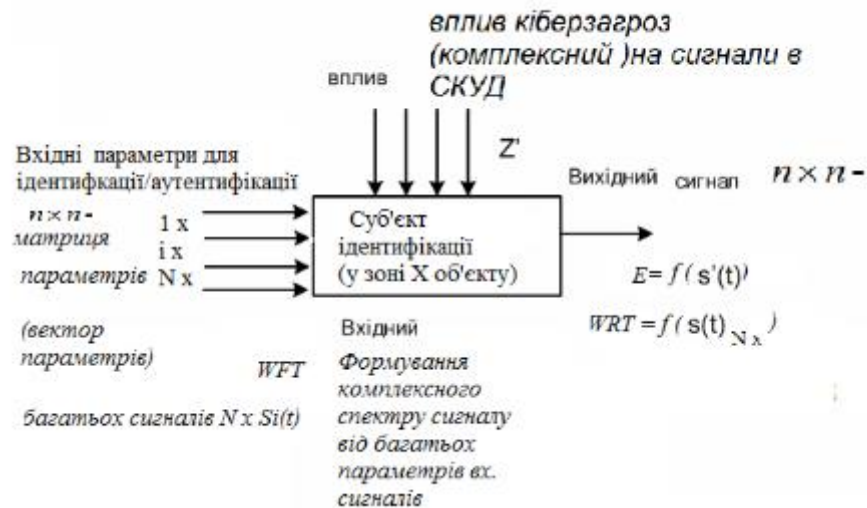 вплив кіберзагроз
(комплексний )на сигнали в
СКУД
вплив
Z'
Вхідні параметри для
ідентифкації/аутентифікації
n × n -
матриця
параметрів
1 x
i x
N x
(вектор
параметрів)
WFT
багатьох сигналів N x Si(t)
Суб'єкт
ідентифікації
(у зоні X об'єкту)
Вхідний
Формування
комплексного
спектру сигналу
від багатьох
параметрів вх.
сигналів
Вихідний сигнал n × n -
E= f( s'(t))
WRT = f( s(t) N x )